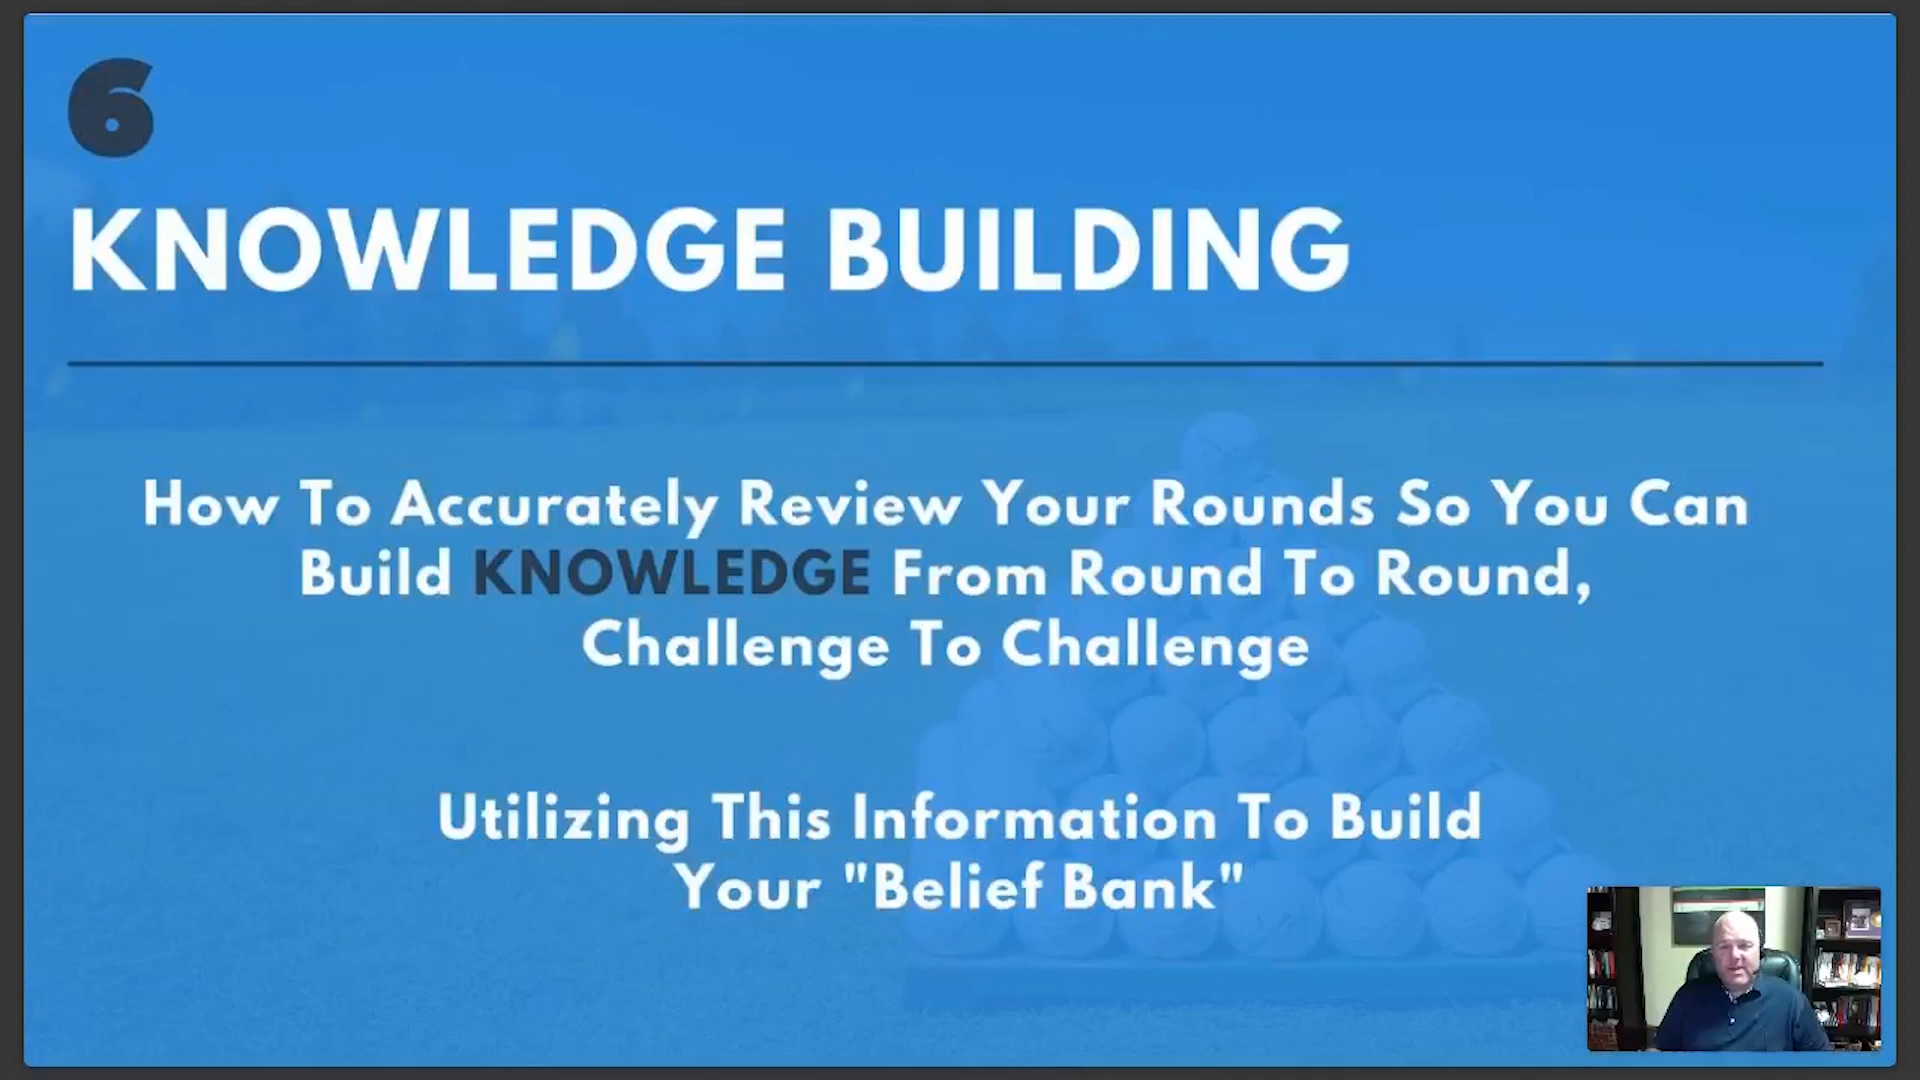 6
KNOWLEDGE BUILDING
How To Accurately Review Your Rounds So You Can
Build KNOWLEDGE From Round To Round,
Challenge To Challenge
Utilizing This Information To Build
Your "Belief Bank"